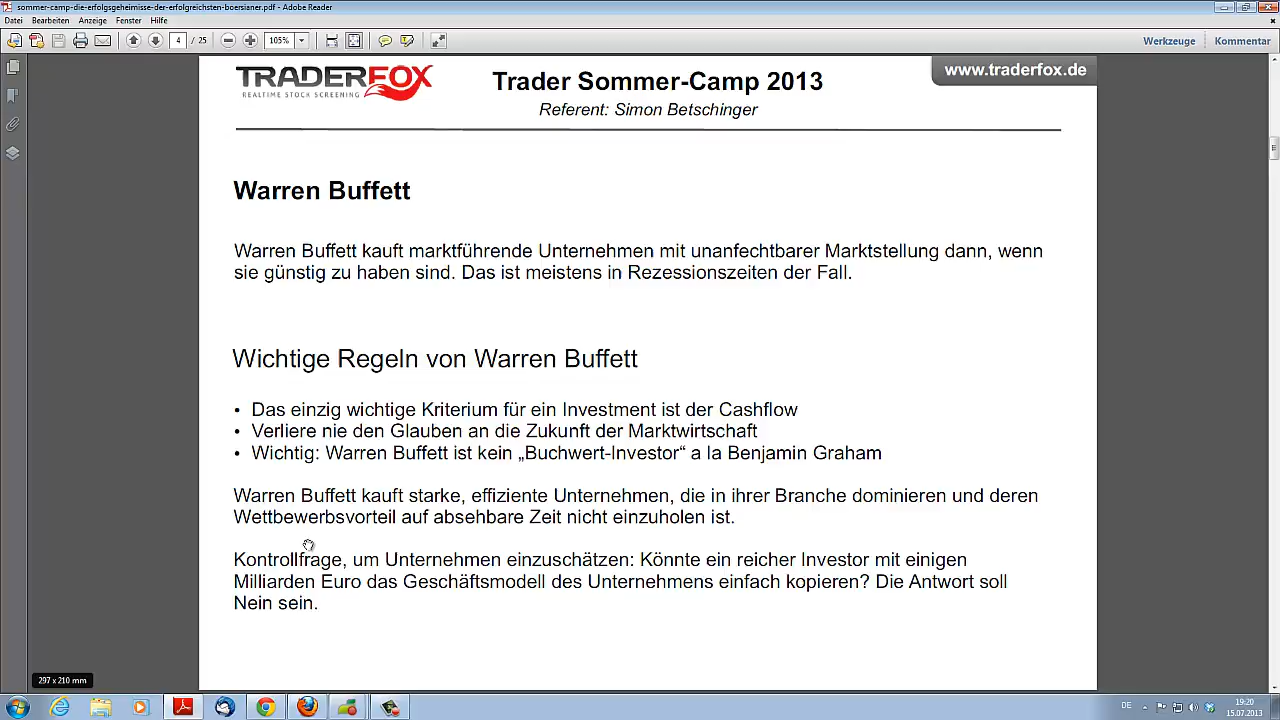 sommer-camp-die-erfolgsgeheimisse-der-erfolgreichsten-boersianer.pdf - Adobe Reader
Datei Bearbeiten Anzeige Fenster Hilfe
4 / 25 105% Werkzeuge Kommentar
TRADERFOX
REALTIME STOCK SCREENING
Trader Sommer-Camp 2013
Referent: Simon Betschinger
www.traderfox.de
Warren Buffett
Warren Buffett kauft marktführende Unternehmen mit unanfechtbarer Marktstellung dann, wenn
sie günstig zu haben sind. Das ist meistens in Rezessionszeiten der Fall.
Wichtige Regeln von Warren Buffett
• Das einzig wichtige Kriterium für ein Investment ist der Cashflow
• Verliere nie den Glauben an die Zukunft der Marktwirtschaft
• Wichtig: Warren Buffett ist kein „Buchwert-Investor“ a la Benjamin Graham
Warren Buffett kauft starke, effiziente Unternehmen, die in ihrer Branche dominieren und deren
Wettbewerbsvorteil auf absehbare Zeit nicht einzuholen ist.
Kontrollfrage, um Unternehmen einzuschätzen: Könnte ein reicher Investor mit einigen
Milliarden Euro das Geschäftsmodell des Unternehmens einfach kopieren? Die Antwort soll
Nein sein.
297 x 210 mm
DE
19:20
15.07.2013